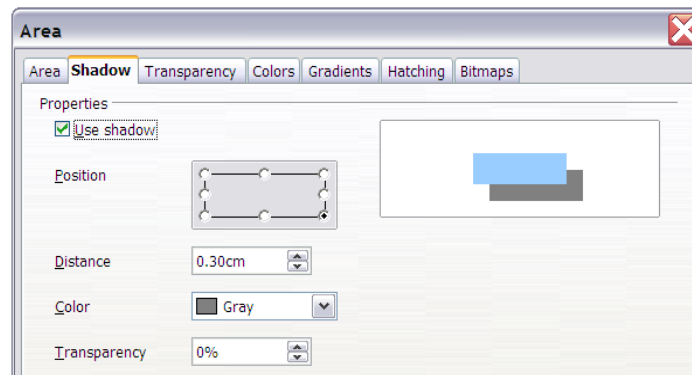 Area
Area Shadow Transparency Colors Gradients Hatching Bitmaps
Properties
Use shadow
Position
Distance 0.30cm
Color Gray
Transparency 0%